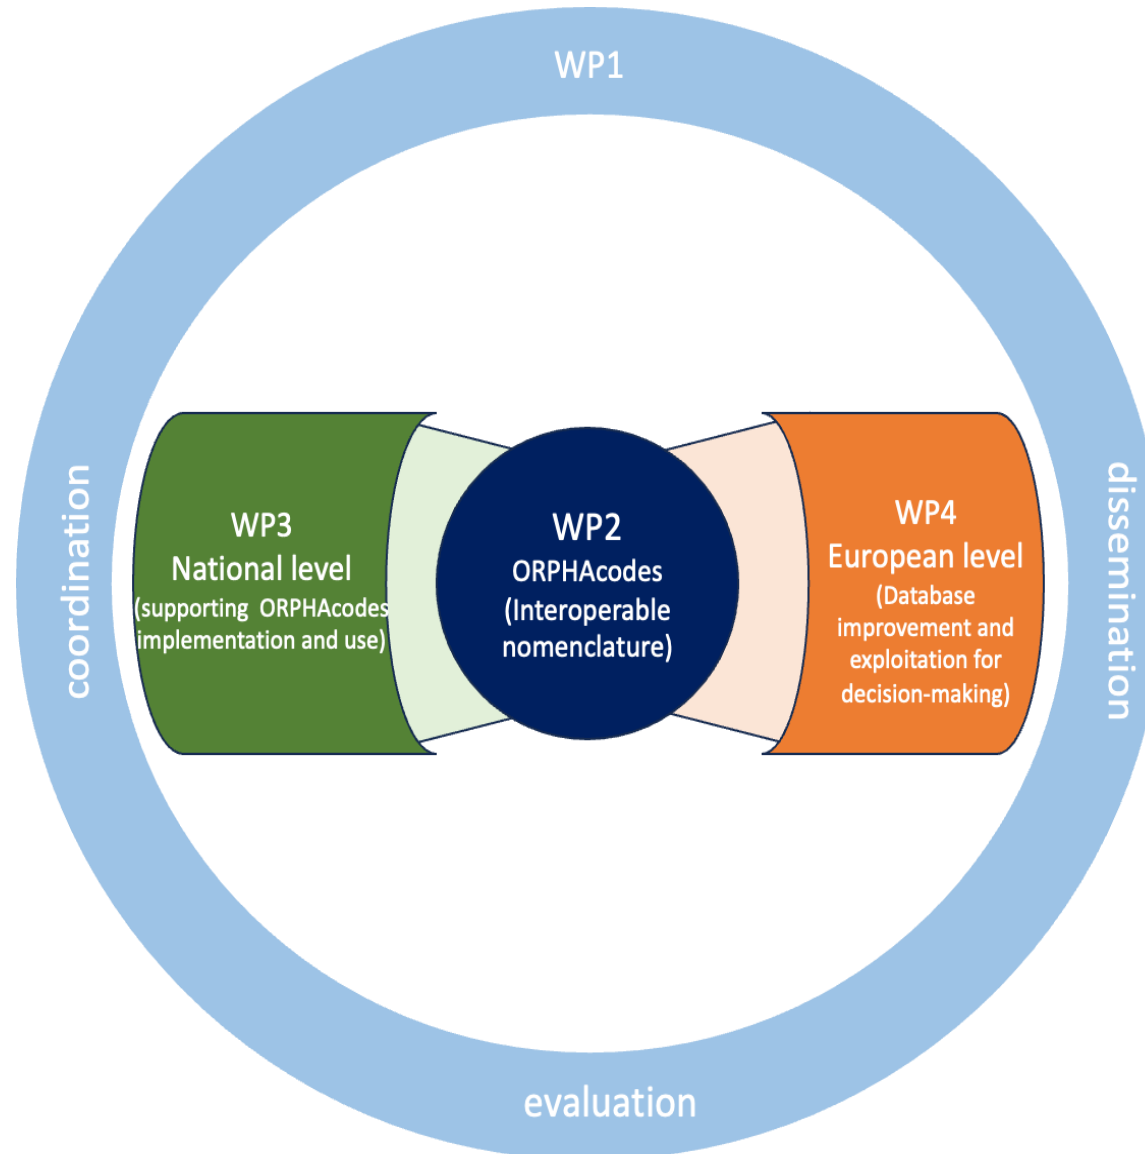 WP1
coordination
WP3
National level
(supporting ORPHAcodes
implementation and use)
WP2
ORPHAcodes
(Interoperable
nomenclature)
WP4
European level
(Database
improvement and
exploitation for
decision-making)
dissemination
evaluation